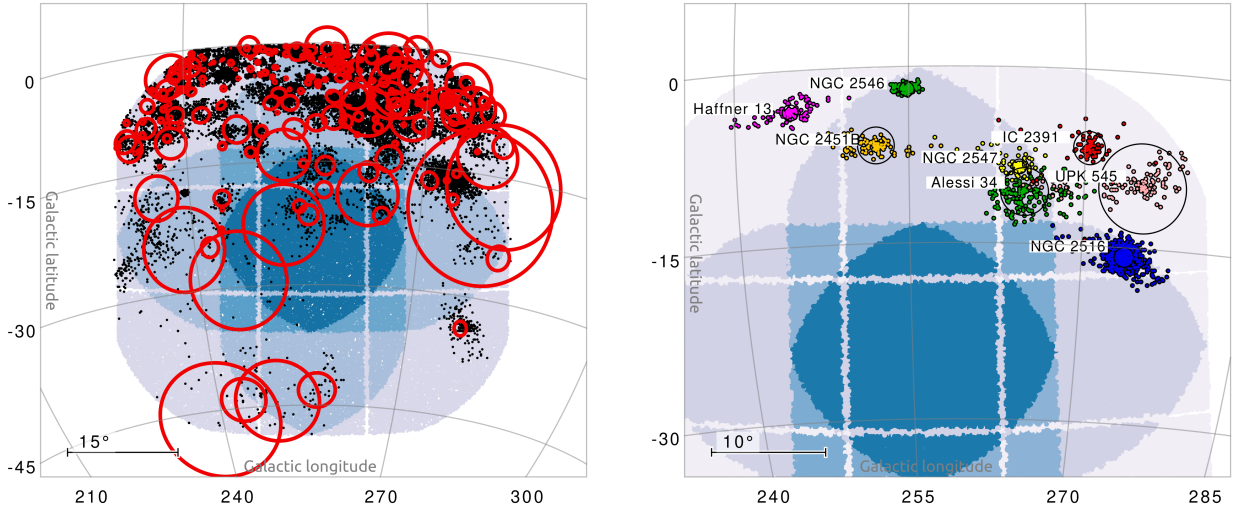 0
-15
-30
-45
Galactic latitude
15°
Galactic longitude
210
240
270
300
0
-15
-30
Galactic latitude
NGC 2546
Haffner 13
NGC 2451B
IC 2391
NGC 2547
Alessi 34
UPK 545
NGC 2516
10°
Galactic longitude
240
255
270
285